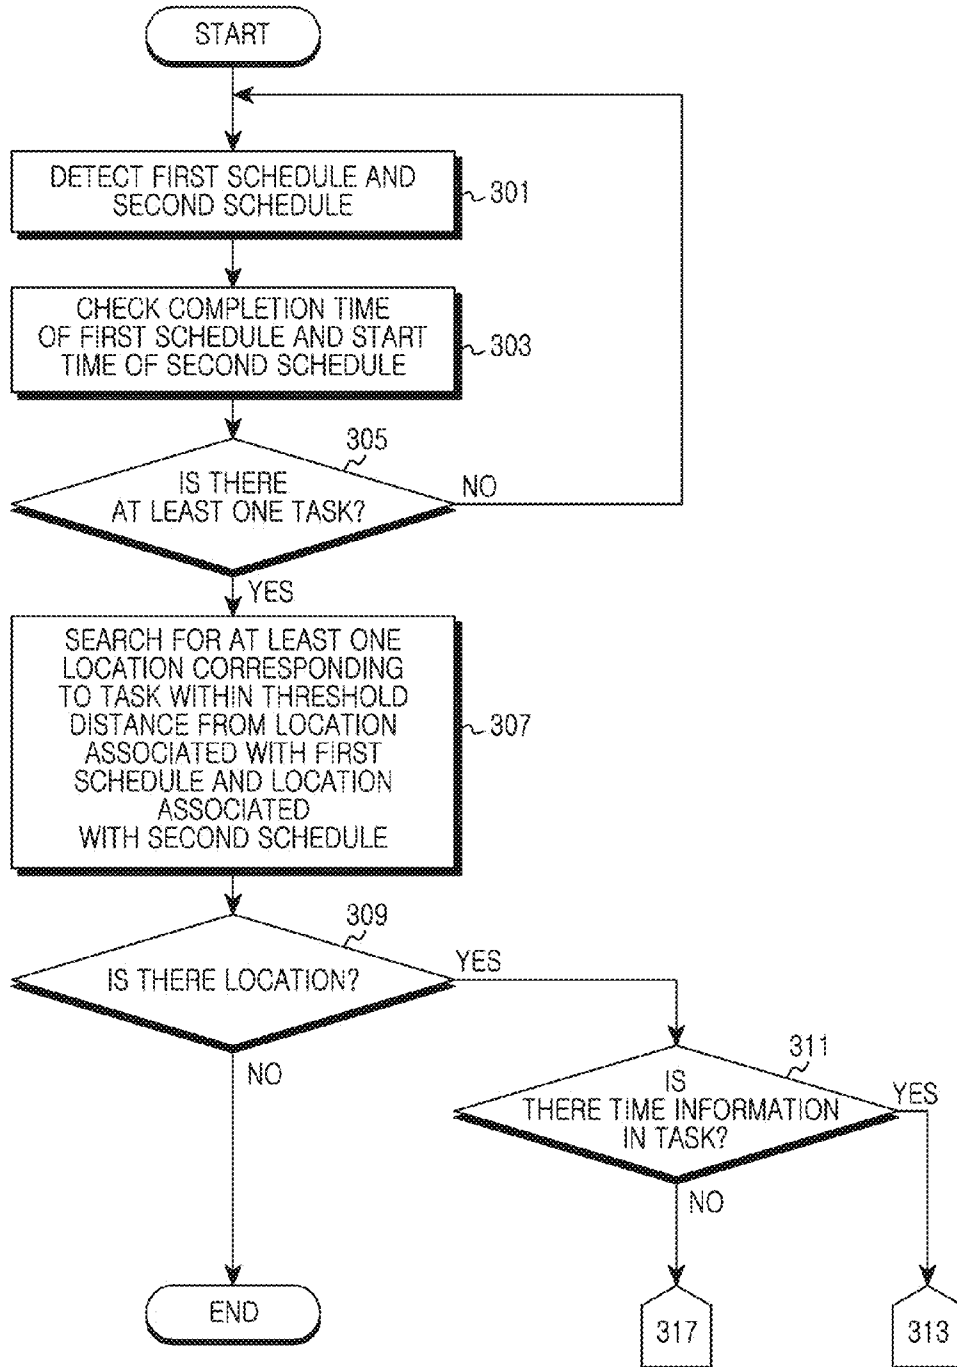 START
DETECT FIRST SCHEDULE AND
SECOND SCHEDULE
301
CHECK COMPLETION TIME
OF FIRST SCHEDULE AND START
TIME OF SECOND SCHEDULE
303
305
IS THERE
AT LEAST ONE TASK?
NO
YES
SEARCH FOR AT LEAST ONE
LOCATION CORRESPONDING
TO TASK WITHIN THRESHOLD
DISTANCE FROM LOCATION
ASSOCIATED WITH FIRST
SCHEDULE AND LOCATION
ASSOCIATED
WITH SECOND SCHEDULE
307
309
IS THERE LOCATION?
YES
NO
311
IS
THERE TIME INFORMATION
IN TASK?
YES
NO
END
317
313